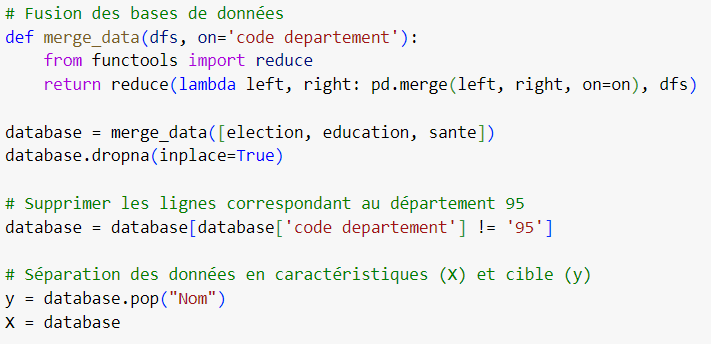 # Fusion des bases de données
def merge_data(dfs, on='code departement'):
    from functools import reduce
    return reduce(lambda left, right: pd.merge(left, right, on=on), dfs)

database = merge_data([election, education, sante])
database.dropna(inplace=True)

# Supprimer les lignes correspondant au département 95
database = database[database['code departement'] != '95']

# Séparation des données en caractéristiques (X) et cible (y)
y = database.pop("Nom")
X = database